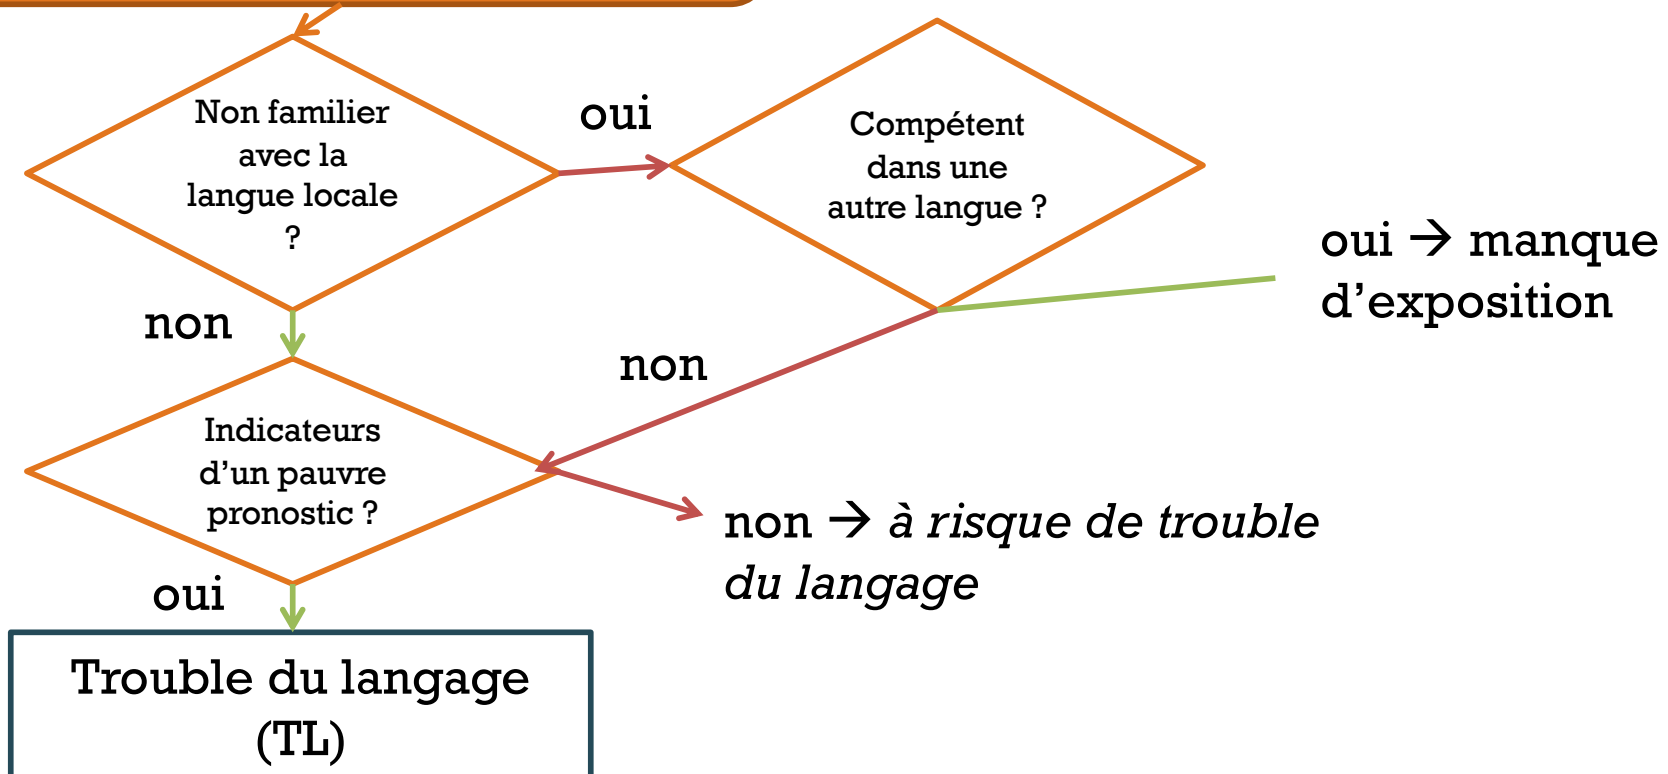 Non familier
avec la
langue locale
?
oui
Compétent
dans une
autre langue ?
oui → manque
d’exposition
non
non
Indicateurs
d’un pauvre
pronostic ?
non → à risque de trouble
du langage
oui
Trouble du langage
(TL)